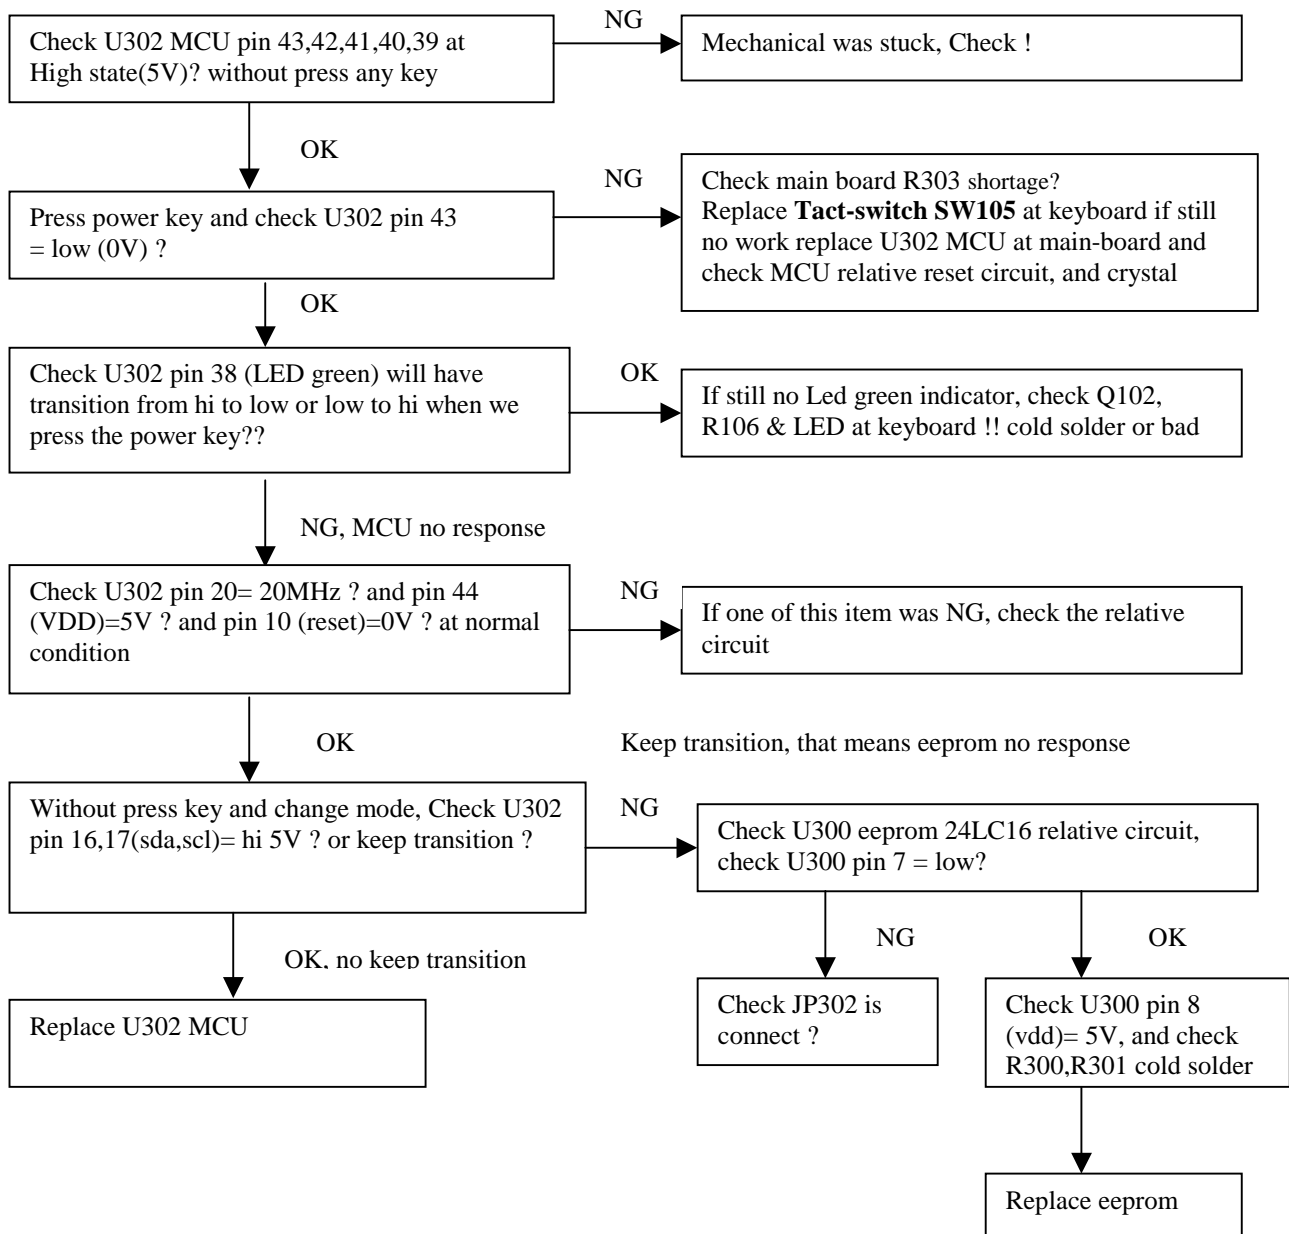 NG
Check U302 MCU pin 43,42,41,40,39 at
High state(5V)? without press any key
Mechanical was stuck, Check !
OK
NG
Press power key and check U302 pin 43
= low (0V) ?
Check main board R303 shortage?
Replace Tact-switch SW105 at keyboard if still
no work replace U302 MCU at main-board and
check MCU relative reset circuit, and crystal
OK
Check U302 pin 38 (LED green) will have
transition from hi to low or low to hi when we
press the power key??
OK
If still no Led green indicator, check Q102,
R106 & LED at keyboard !! cold solder or bad
NG, MCU no response
Check U302 pin 20= 20MHz ? and pin 44
(VDD)=5V ? and pin 10 (reset)=0V ? at normal
condition
NG
If one of this item was NG, check the relative
circuit
OK
Keep transition, that means eeprom no response
Without press key and change mode, Check U302
pin 16,17(sda,scl)= hi 5V ? or keep transition ?
NG
Check U300 eeprom 24LC16 relative circuit,
check U300 pin 7 = low?
OK, no keep transition
NG
OK
Replace U302 MCU
Check JP302 is
connect ?
Check U300 pin 8
(vdd)= 5V, and check
R300,R301 cold solder
Replace eeprom